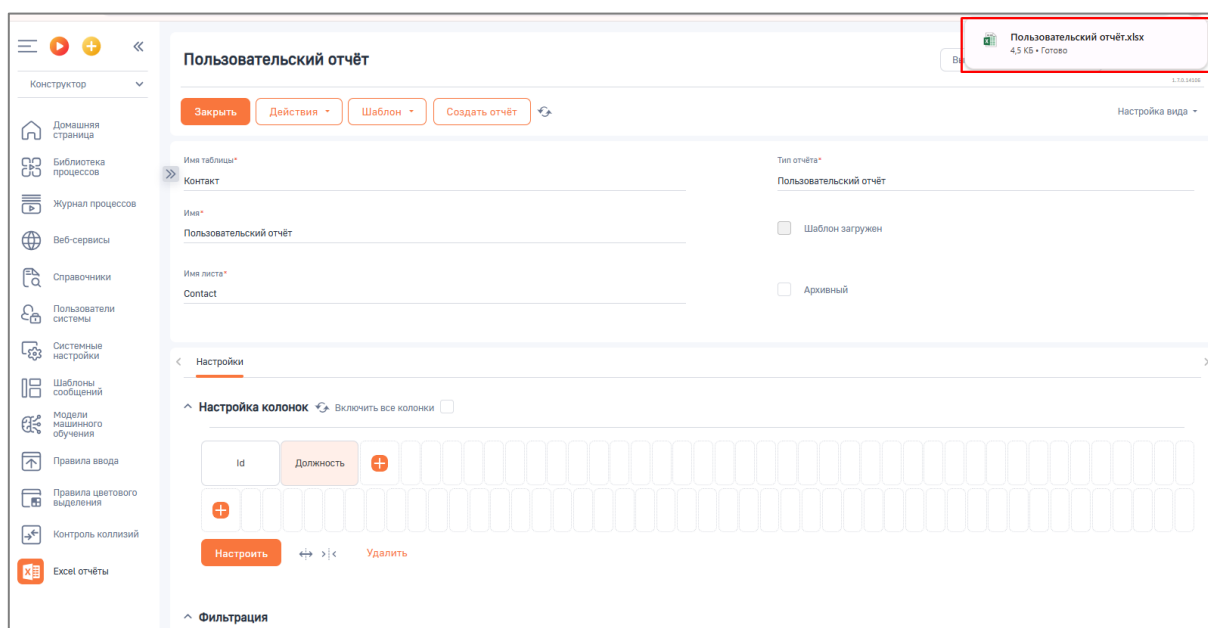 Пользовательский отчёт.xlsx
4,5 КБ • Готово
Конструктор
Домашняя
страница
Библиотека
процессов
Журнал процессов
Веб-сервисы
Справочники
Пользователи
системы
Системные
настройки
Шаблоны
сообщений
Модели
машинного
обучения
Правила ввода
Правила цветового
выделения
Контроль коллизий
Excel отчёты
Пользовательский отчёт
Закрыть
Действия
Шаблон
Создать отчёт
Настройка вида
Имя таблицы*
Контакт
Тип отчёта*
Пользовательский отчёт
Имя*
Пользовательский отчёт
Шаблон загружен
Имя листа*
Contact
Архивный
Настройки
Настройка колонок
Включить все колонки
Id
Должность
Настроить
Удалить
Фильтрация